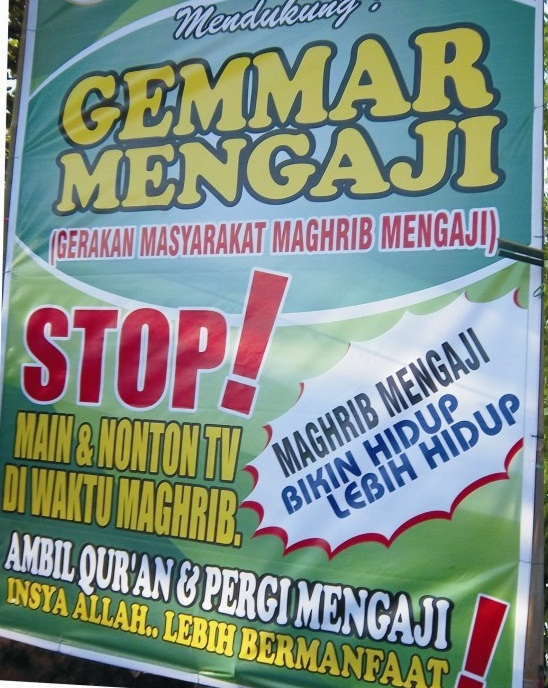 Mendukung :
GEMMAR
MENGAJI
(GERAKAN MASYARAKAT MAGHRIB MENGAJI)
STOP!
MAIN & NONTON TV
DI WAKTU MAGHRIB.
MAGHRIB MENGAJI
BIKIN HIDUP
LEBIH HIDUP
AMBIL QUR'AN & PERGI MENGAJI
INSYA ALLAH.. LEBIH BERMANFAAT !